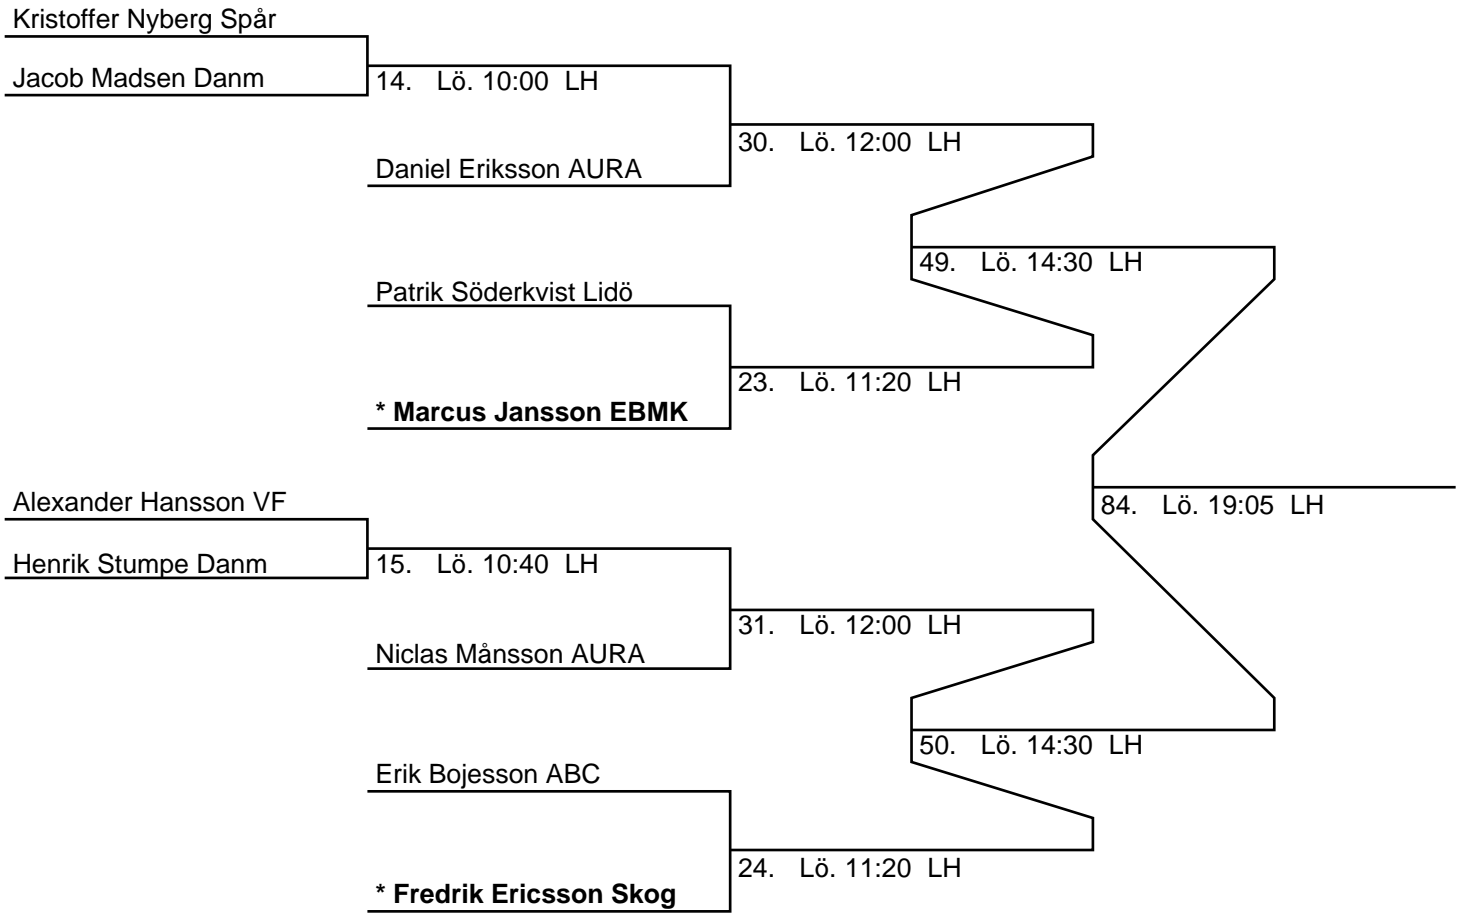 Kristoffer Nyberg Spår
Jacob Madsen Danm
14. Lö. 10:00 LH
30. Lö. 12:00 LH
Daniel Eriksson AURA
49. Lö. 14:30 LH
Patrik Söderkvist Lidö
23. Lö. 11:20 LH
* Marcus Jansson EBMK
Alexander Hansson VF
84. Lö. 19:05 LH
Henrik Stumpe Danm
15. Lö. 10:40 LH
31. Lö. 12:00 LH
Niclas Månsson AURA
50. Lö. 14:30 LH
Erik Bojesson ABC
24. Lö. 11:20 LH
* Fredrik Ericsson Skog